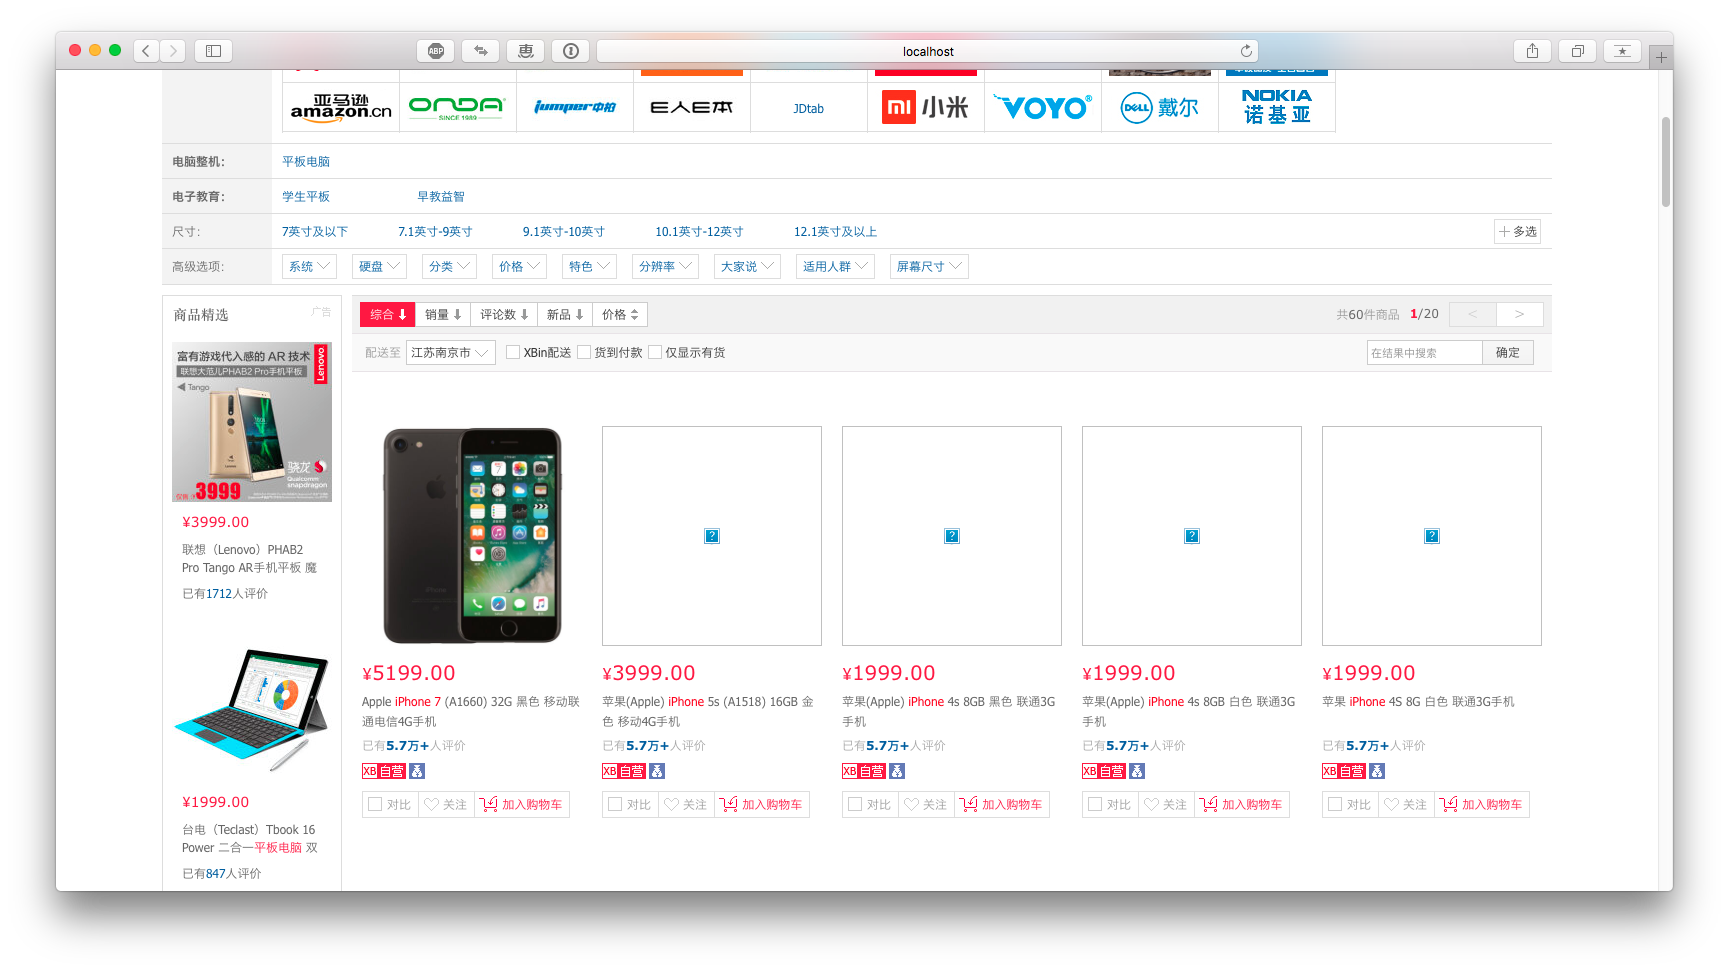 ABP
惠
localhost
亚马逊
amazon.cn
ONDA
SINCE 1989
jumper中柏
E人E本
JDtab
mi 小米
VOYO
DELL 戴尔
NOKIA
诺基亚
电脑整机:
平板电脑
电子教育:
学生平板
早教益智
尺寸:
7英寸及以下
7.1英寸-9英寸
9.1英寸-10英寸
10.1英寸-12英寸
12.1英寸及以上
多选
高级选项:
系统
硬盘
分类
价格
特色
分辨率
大家说
适用人群
屏幕尺寸
商品精选
广告
富有游戏代入感的 AR 技术
联想大范儿PHAB2 Pro手机平板
Lenovo
Tango
骁龙
Qualcomm
snapdragon
3999
¥3999.00
联想（Lenovo）PHAB2
Pro Tango AR手机平板 魔
已有1712人评价
¥1999.00
台电（Teclast）Tbook 16
Power 二合一平板电脑 双
已有847人评价
综合
销量
评论数
新品
价格
共60件商品
1/20
<
>
配送至
江苏南京市
XBin配送
货到付款
仅显示有货
在结果中搜索
确定
¥5199.00
Apple iPhone 7 (A1660) 32G 黑色 移动联
通电信4G手机
已有5.7万+人评价
XB自营
对比
关注
加入购物车
¥3999.00
苹果(Apple) iPhone 5s (A1518) 16GB 金
色 移动4G手机
已有5.7万+人评价
XB自营
对比
关注
加入购物车
¥1999.00
苹果(Apple) iPhone 4s 8GB 黑色 联通3G
手机
已有5.7万+人评价
XB自营
对比
关注
加入购物车
¥1999.00
苹果(Apple) iPhone 4s 8GB 白色 联通3G
手机
已有5.7万+人评价
XB自营
对比
关注
加入购物车
¥1999.00
苹果 iPhone 4S 8G 白色 联通3G手机
已有5.7万+人评价
XB自营
对比
关注
加入购物车